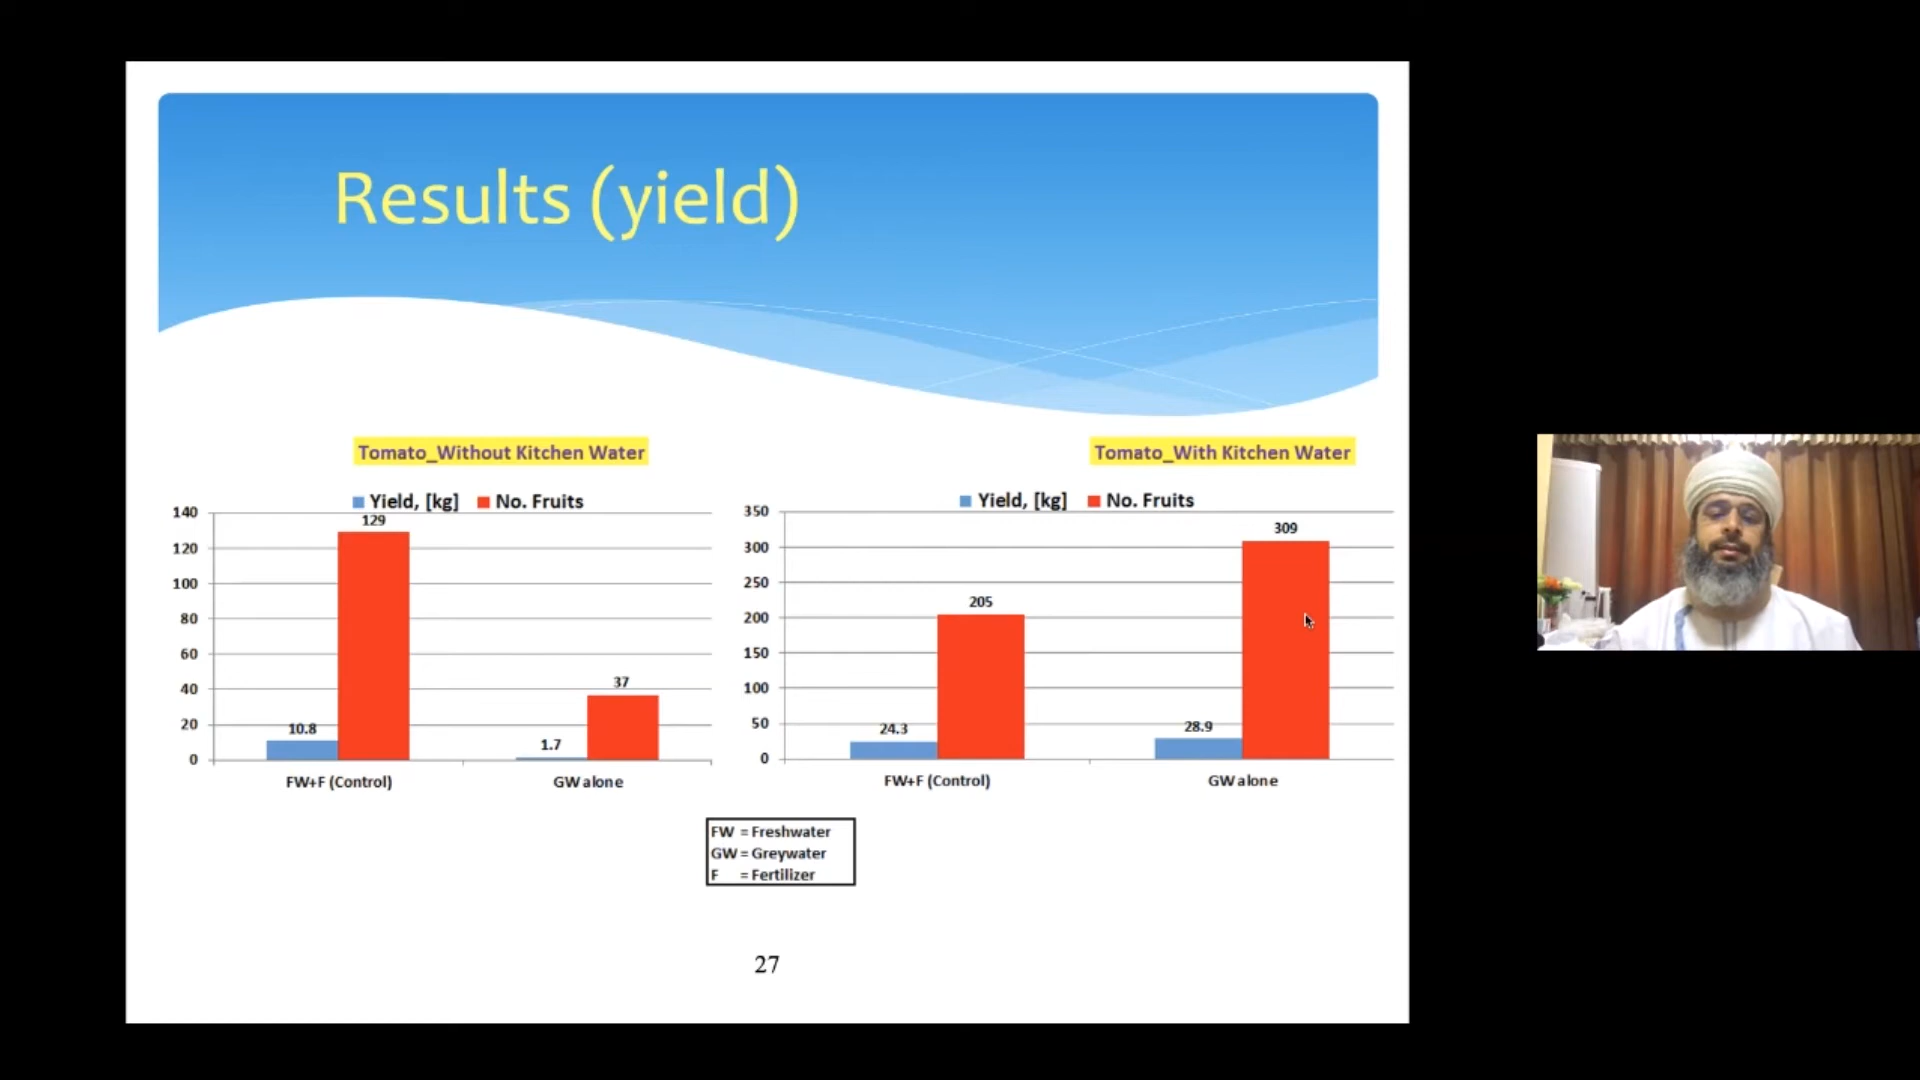 Results (yield)
Tomato_Without Kitchen Water
Yield, [kg] No. Fruits
140
120
100
80
60
40
20
0
129
10.8
37
1.7
FW+F (Control) GW alone
Tomato_With Kitchen Water
Yield, [kg] No. Fruits
350
300
250
200
150
100
50
0
309
205
24.3
28.9
FW+F (Control) GW alone
FW = Freshwater
GW = Greywater
F = Fertilizer
27